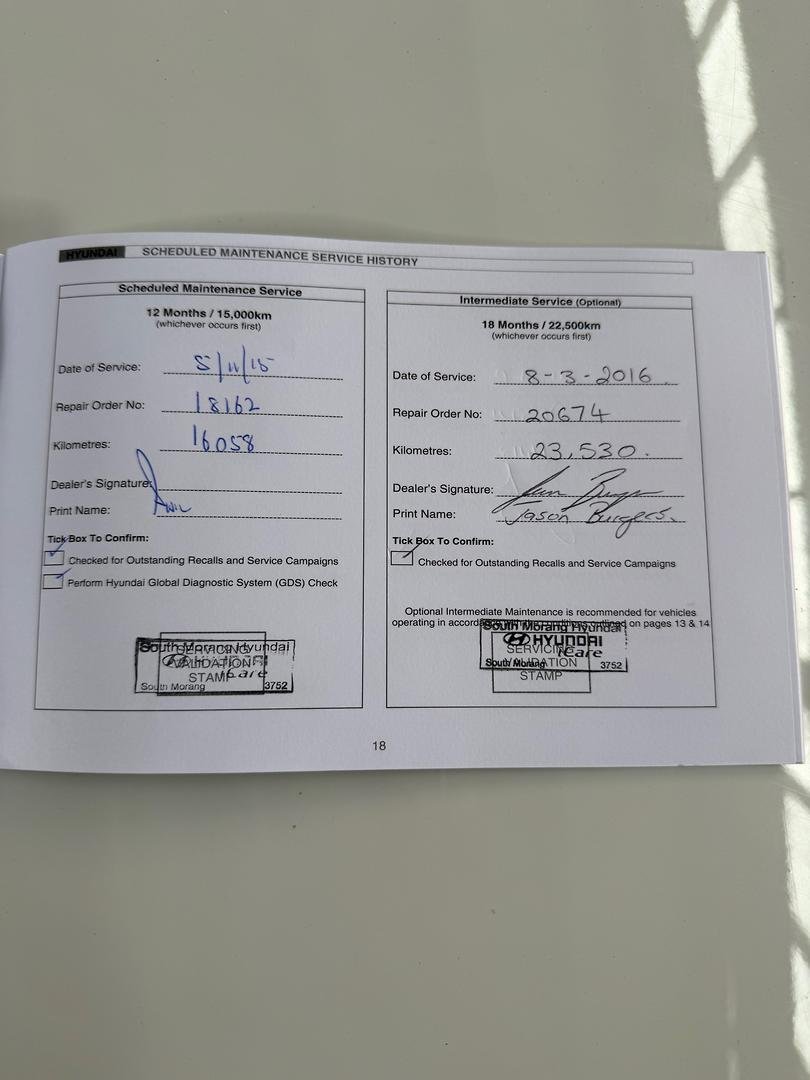 HYUNDAI SCHEDULED MAINTENANCE SERVICE HISTORY
Scheduled Maintenance Service
12 Months / 15,000km
(whichever occurs first)
Date of Service: 5/11/15
Repair Order No: 18162
Kilometres: 16058
Dealer's Signature:
Print Name: Anil
Tick Box To Confirm:
Checked for Outstanding Recalls and Service Campaigns
Perform Hyundai Global Diagnostic System (GDS) Check
South Morang Hyundai
SERVICING
VALIDATION
STAMP
HYUNDAI
iCare
South Morang 3752
Intermediate Service (Optional)
18 Months / 22,500km
(whichever occurs first)
Date of Service: 8-3-2016
Repair Order No: 20674
Kilometres: 23,530.
Dealer's Signature:
Print Name: Jason Burgess.
Tick Box To Confirm:
Checked for Outstanding Recalls and Service Campaigns
Optional Intermediate Maintenance is recommended for vehicles
operating in accordance with the conditions outlined on pages 13 & 14
South Morang Hyundai
HYUNDAI
SERVICING
iCare
VALIDATION
South Morang 3752
STAMP
18